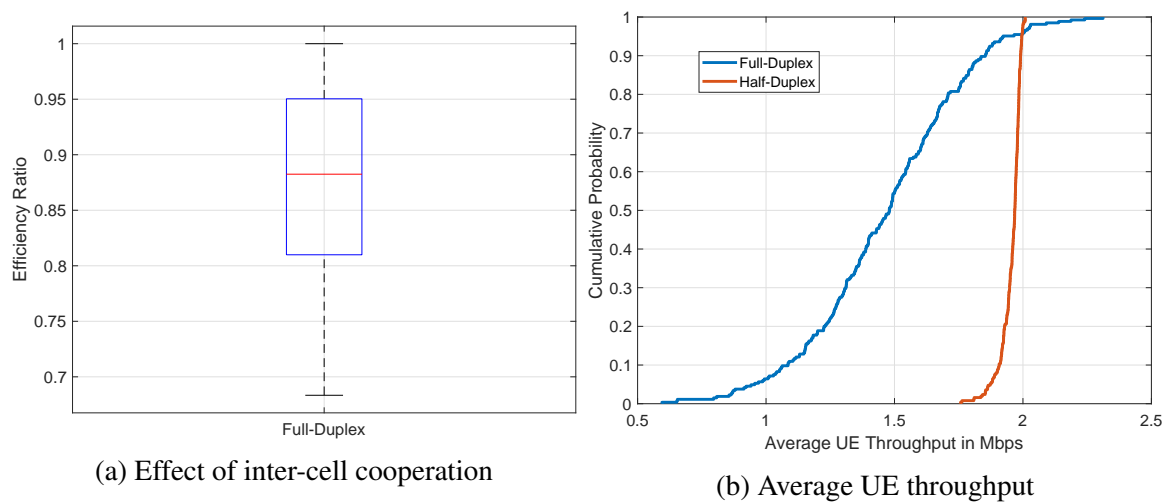 1
0.95
0.9
0.85
0.8
0.75
0.7
Efficiency Ratio
Full-Duplex
(a) Effect of inter-cell cooperation
1
0.9
0.8
0.7
0.6
0.5
0.4
0.3
0.2
0.1
0
Cumulative Probability
Full-Duplex
Half-Duplex
0.5
1
1.5
2
2.5
Average UE Throughput in Mbps
(b) Average UE throughput